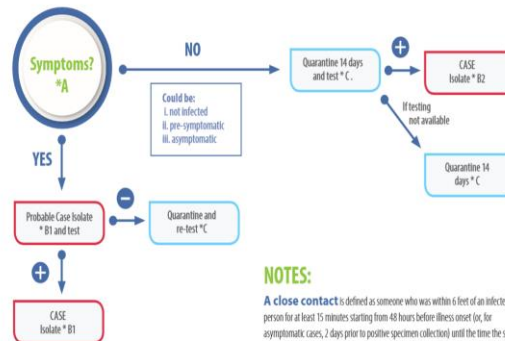 Symptoms?
*A
NO
Quarantine 14 days
and test * C .
+
CASE
Isolate * B2
Could be:
i. not infected
ii. pre-symptomatic
iii. asymptomatic
If testing
not available
Quarantine 14
days * C
YES
Probable Case Isolate
* B1 and test
−
Quarantine and
re-test *C
+
CASE
Isolate * B1
NOTES:
A close contact is defined as someone who was within 6 feet of an infecte
person for at least 15 minutes starting from 48 hours before illness onset (or, for
asymptomatic cases, 2 days prior to positive specimen collection) until the time the s